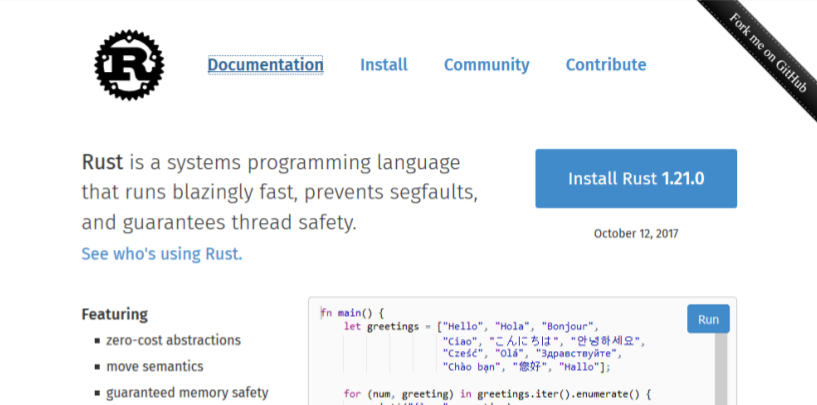 R
Documentation
Install
Community
Contribute
Fork me on GitHub
Rust is a systems programming language
that runs blazingly fast, prevents segfaults,
and guarantees thread safety.
See who's using Rust.
Install Rust 1.21.0
October 12, 2017
Featuring
zero-cost abstractions
move semantics
guaranteed memory safety
fn main() {
let greetings = ["Hello", "Hola", "Bonjour",
"Ciao", "こんにちは", "안녕하세요",
"Cześć", "Olá", "Здравствуйте",
"Chào bạn", "您好", "Hallo"];
for (num, greeting) in greetings.iter().enumerate() {
Run